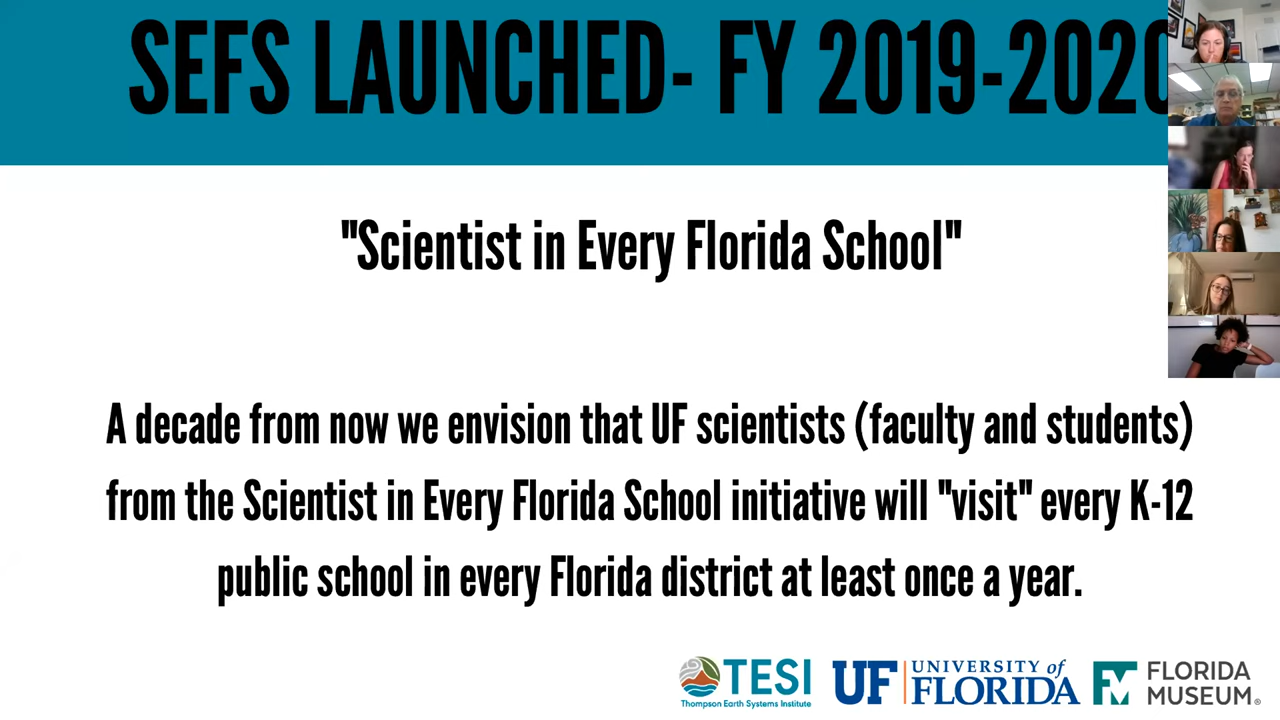 SEFS LAUNCHED- FY 2019-2020
"Scientist in Every Florida School"
A decade from now we envision that UF scientists (faculty and students)
from the Scientist in Every Florida School initiative will "visit" every K-12
public school in every Florida district at least once a year.
TESI
Thompson Earth Systems Institute
UF UNIVERSITY of
FLORIDA
FM FLORIDA
MUSEUM®